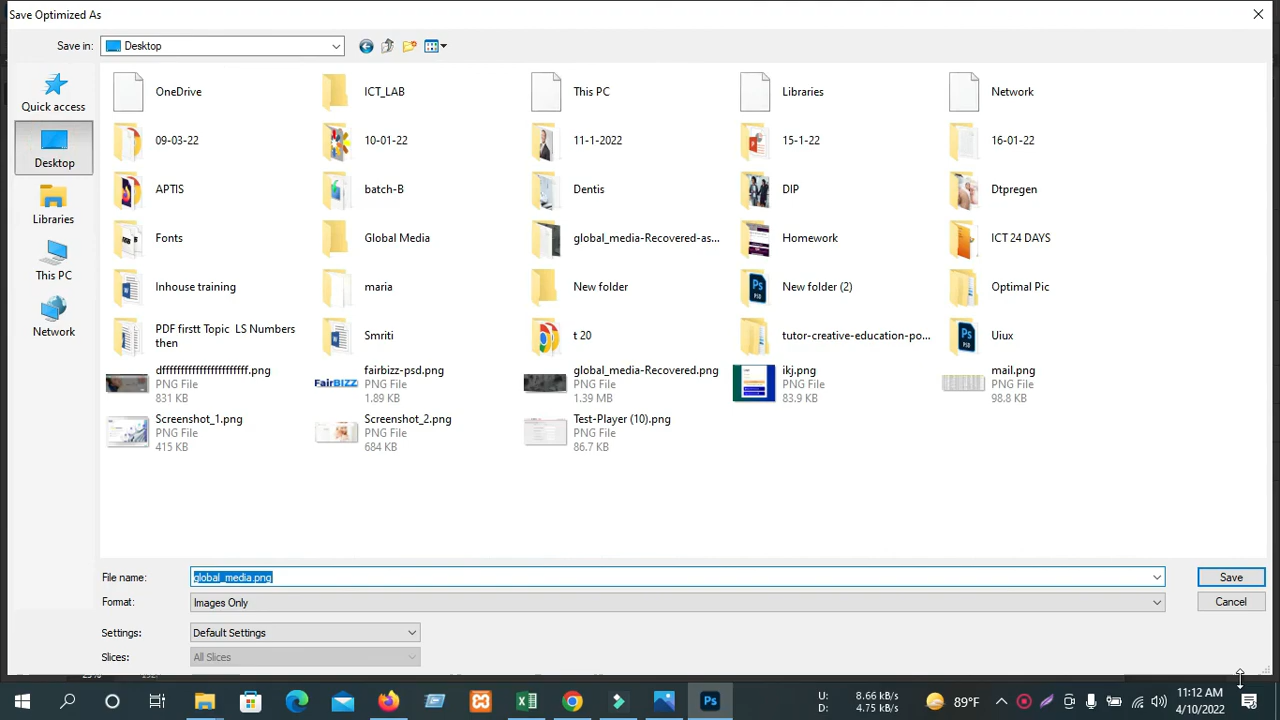 Save Optimized As
Save in:
Desktop
Quick access
Desktop
Libraries
This PC
Network
OneDrive
ICT_LAB
This PC
Libraries
Network
09-03-22
10-01-22
11-1-2022
15-1-22
16-01-22
APTIS
batch-B
Dentis
DIP
Dtpregen
Fonts
Global Media
global_media-Recovered-as...
Homework
ICT 24 DAYS
Inhouse training
maria
New folder
New folder (2)
Optimal Pic
PDF firstt Topic LS Numbers
then
Smriti
t 20
tutor-creative-education-po...
Uiux
PNG File
831 KB
fairbizz-psd.png
PNG File
1.89 KB
global_media-Recovered.png
PNG File
1.39 MB
ikj.png
PNG File
83.9 KB
mail.png
PNG File
98.8 KB
Screenshot_1.png
PNG File
415 KB
Screenshot_2.png
PNG File
684 KB
Test-Player (10).png
PNG File
86.7 KB
FairBIZZ
File name:
global_media.png
Save
Format:
Images Only
Cancel
Settings:
Default Settings
Slices:
All Slices
U: 8.66 kB/s
D: 4.75 kB/s
89°F
11:12 AM
4/10/2022
Ps